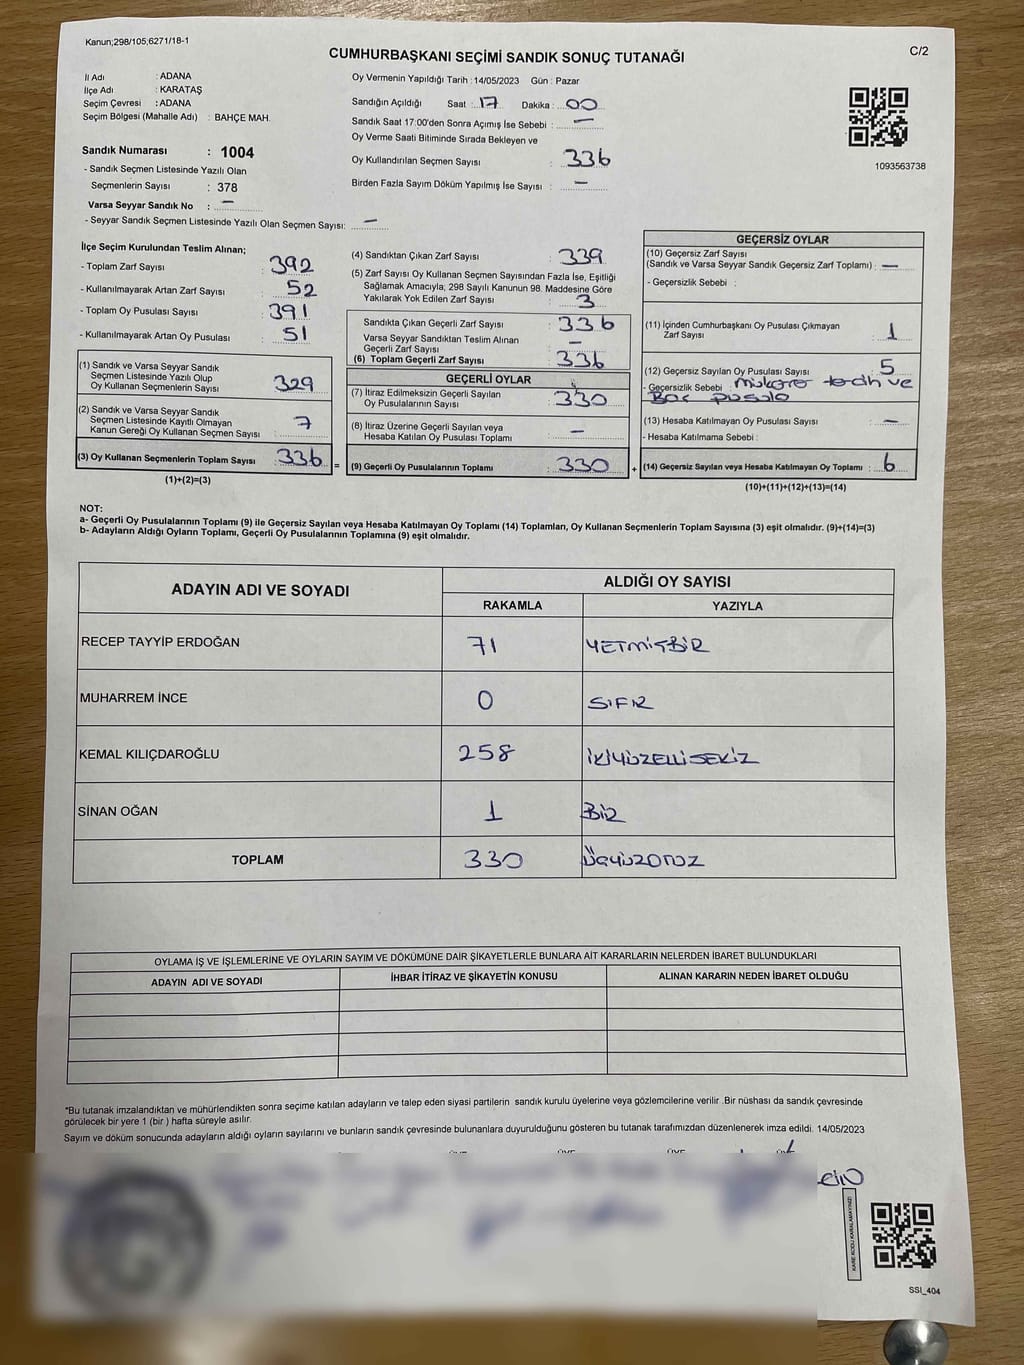 Kanun;298/105,6271/18-1
C/2
CUMHURBAŞKANI SEÇİMİ SANDIK SONUÇ TUTANAĞI
İl Adı : ADANA
İlçe Adı : KARATAŞ
Seçim Çevresi : ADANA
Seçim Bölgesi (Mahalle Adı) : BAHÇE MAH.
Sandık Numarası : 1004
- Sandık Seçmen Listesinde Yazılı Olan
Seçmenlerin Sayısı : 378
Varsa Seyyar Sandık No : —
- Seyyar Sandık Seçmen Listesinde Yazılı Olan Seçmen Sayısı: —
Oy Vermenin Yapıldığı Tarih : 14/05/2023 Gün : Pazar
Sandığın Açıldığı Saat : 17 Dakika : 00
Sandık Saat 17:00'den Sonra Açımış İse Sebebi : —
Oy Verme Saati Bitiminde Sırada Bekleyen ve
Oy Kullandırılan Seçmen Sayısı : 336
Birden Fazla Sayım Döküm Yapılmış İse Sayısı : —
1093563738
İlçe Seçim Kurulundan Teslim Alınan;
- Toplam Zarf Sayısı : 392
- Kullanılmayarak Artan Zarf Sayısı : 52
- Toplam Oy Pusulası Sayısı : 391
- Kullanılmayarak Artan Oy Pusulası : 51
(1) Sandık ve Varsa Seyyar Sandık
Seçmen Listesinde Yazılı Olup
Oy Kullanan Seçmenlerin Sayısı : 329
(2) Sandık ve Varsa Seyyar Sandık
Seçmen Listesinde Kayıtlı Olmayan
Kanun Gereği Oy Kullanan Seçmen Sayısı : 7
(3) Oy Kullanan Seçmenlerin Toplam Sayısı : 336
(1)+(2)=(3)
=
(4) Sandıktan Çıkan Zarf Sayısı : 339
(5) Zarf Sayısı Oy Kullanan Seçmen Sayısından Fazla İse, Eşitliği
Sağlamak Amacıyla; 298 Sayılı Kanunun 98. Maddesine Göre
Yakılarak Yok Edilen Zarf Sayısı : 3
Sandıkta Çıkan Geçerli Zarf Sayısı : 336
Varsa Seyyar Sandıktan Teslim Alınan
Geçerli Zarf Sayısı : —
(6) Toplam Geçerli Zarf Sayısı : 336
GEÇERLİ OYLAR
(7) İtiraz Edilmeksizin Geçerli Sayılan
Oy Pusulalarının Sayısı : 330
(8) İtiraz Üzerine Geçerli Sayılan veya
Hesaba Katılan Oy Pusulası Toplamı : —
(9) Geçerli Oy Pusulalarının Toplamı : 330
+
GEÇERSİZ OYLAR
(10) Geçersiz Zarf Sayısı
(Sandık ve Varsa Seyyar Sandık Geçersiz Zarf Toplamı) : —
- Geçersizlik Sebebi :
(11) İçinden Cumhurbaşkanı Oy Pusulası Çıkmayan
Zarf Sayısı : 1
(12) Geçersiz Sayılan Oy Pusulası Sayısı : 5
- Geçersizlik Sebebi : mükerrer tercih ve
Boş pusula
(13) Hesaba Katılmayan Oy Pusulası Sayısı : —
- Hesaba Katılmama Sebebi :
(14) Geçersiz Sayılan veya Hesaba Katılmayan Oy Toplamı : 6
(10)+(11)+(12)+(13)=(14)
NOT:
a- Geçerli Oy Pusulalarının Toplamı (9) ile Geçersiz Sayılan veya Hesaba Katılmayan Oy Toplamı (14) Toplamları, Oy Kullanan Seçmenlerin Toplam Sayısına (3) eşit olmalıdır. (9)+(14)=(3)
b- Adayların Aldığı Oyların Toplamı, Geçerli Oy Pusulalarının Toplamına (9) eşit olmalıdır.
ADAYIN ADI VE SOYADI
ALDIĞI OY SAYISI
RAKAMLA YAZIYLA
RECEP TAYYİP ERDOĞAN 71 YETMİŞBİR
MUHARREM İNCE 0 SIFIR
KEMAL KILIÇDAROĞLU 258 İKİYÜZELLİSEKİZ
SİNAN OĞAN 1 BİR
TOPLAM 330 ÜÇYÜZOTUZ
OYLAMA İŞ VE İŞLEMLERİNE VE OYLARIN SAYIM VE DÖKÜMÜNE DAİR ŞİKAYETLERLE BUNLARA AİT KARARLARIN NELERDEN İBARET BULUNDUKLARI
ADAYIN ADI VE SOYADI İHBAR İTİRAZ VE ŞİKAYETİN KONUSU ALINAN KARARIN NEDEN İBARET OLDUĞU
*Bu tutanak imzalandıktan ve mühürlendikten sonra seçime katılan adayların ve talep eden siyasi partilerin sandık kurulu üyelerine veya gözlemcilerine verilir .Bir nüshası da sandık çevresinde
görülecek bir yere 1 (bir ) hafta süreyle asılır.
Sayım ve döküm sonucunda adayların aldığı oyların sayılarını ve bunların sandık çevresinde bulunanlara duyurulduğunu gösteren bu tutanak tarafımızdan düzenlenerek imza edildi. 14/05/2023
KARE KODU KARALAMAYINIZ!
SSI_404